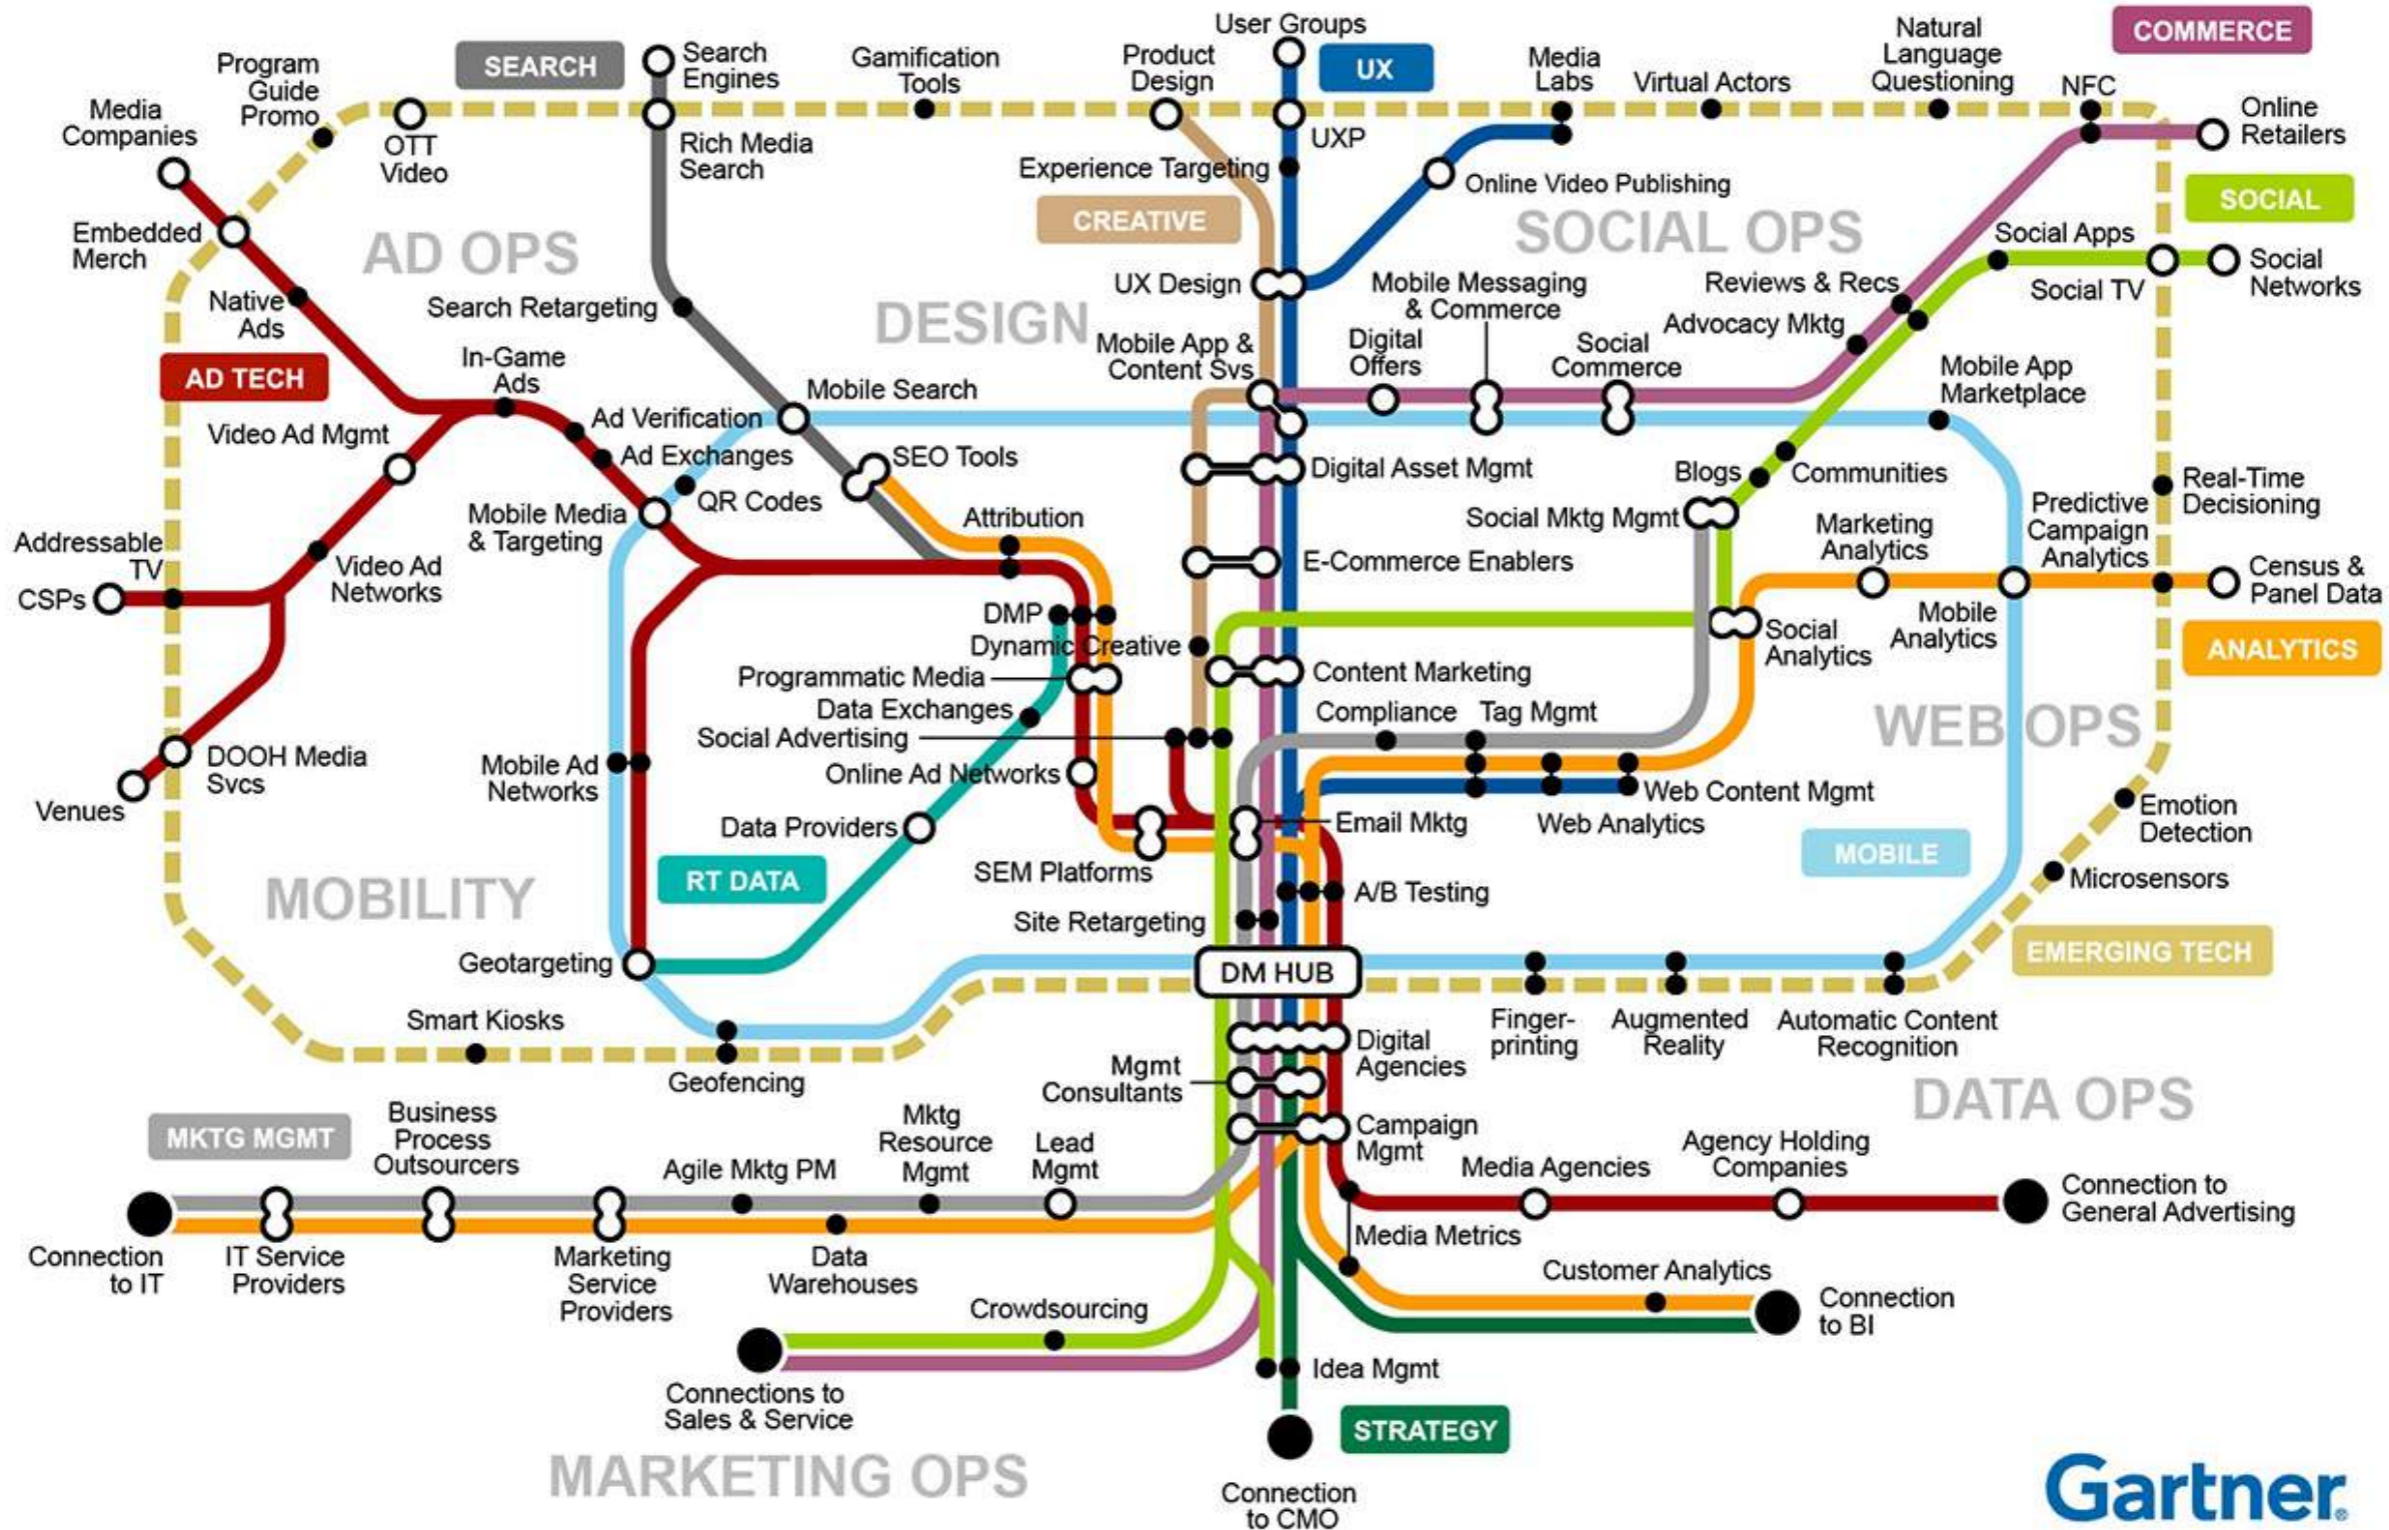 User Groups
COMMERCE
Natural
Language
Questioning
Program
Guide
Promo
SEARCH
Search
Engines
Gamification
Tools
Product
Design
UX
Media
Labs
Virtual Actors
NFC
Online
Retailers
Media
Companies
OTT
Video
Rich Media
Search
UXP
Experience Targeting
Online Video Publishing
SOCIAL
CREATIVE
Embedded
Merch
AD OPS
SOCIAL OPS
Social Apps
Social
Networks
Social TV
Native
Ads
Search Retargeting
DESIGN
UX Design
Mobile Messaging
& Commerce
Reviews & Recs
Advocacy Mktg
AD TECH
In-Game
Ads
Mobile App &
Content Svs
Digital
Offers
Social
Commerce
Mobile App
Marketplace
Mobile Search
Ad Verification
Video Ad Mgmt
Ad Exchanges
SEO Tools
Digital Asset Mgmt
Blogs
Communities
Real-Time
Decisioning
QR Codes
Mobile Media
& Targeting
Attribution
Social Mktg Mgmt
Marketing
Analytics
Predictive
Campaign
Analytics
Addressable
TV
CSPs
Video Ad
Networks
E-Commerce Enablers
Census &
Panel Data
DMP
Dynamic Creative
Social
Analytics
Mobile
Analytics
ANALYTICS
Programmatic Media
Content Marketing
Data Exchanges
Compliance
Tag Mgmt
WEB OPS
Social Advertising
DOOH Media
Svcs
Mobile Ad
Networks
Online Ad Networks
Web Content Mgmt
Venues
Data Providers
Email Mktg
Web Analytics
Emotion
Detection
SEM Platforms
MOBILE
RT DATA
MOBILITY
A/B Testing
Microsensors
Site Retargeting
EMERGING TECH
Geotargeting
DM HUB
Smart Kiosks
Finger-
printing
Augmented
Reality
Automatic Content
Recognition
Digital
Agencies
Geofencing
Mgmt
Consultants
DATA OPS
MKTG MGMT
Business
Process
Outsourcers
Agile Mktg PM
Mktg
Resource
Mgmt
Lead
Mgmt
Campaign
Mgmt
Media Agencies
Agency Holding
Companies
Connection to
General Advertising
Connection
to IT
IT Service
Providers
Marketing
Service
Providers
Data
Warehouses
Media Metrics
Customer Analytics
Connection
to BI
Crowdsourcing
Idea Mgmt
Connections to
Sales & Service
STRATEGY
MARKETING OPS
Connection
to CMO
Gartner®